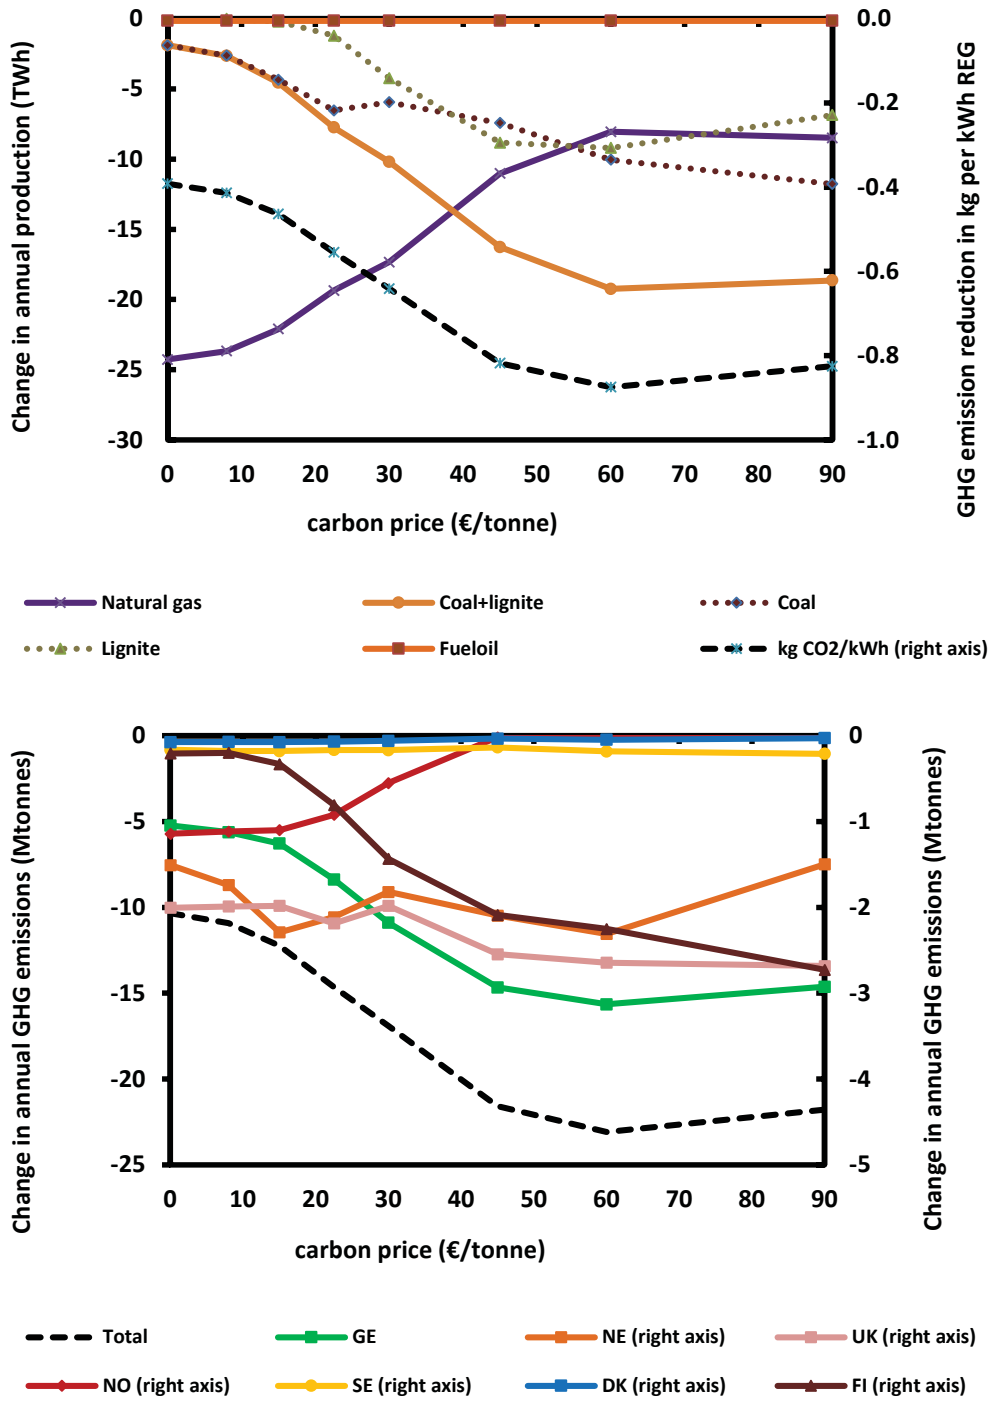 0
-5
-10
-15
-20
-25
-30
Change in annual production (TWh)
0.0
-0.2
-0.4
-0.6
-0.8
-1.0
GHG emission reduction in kg per kWh REG
0 10 20 30 40 50 60 70 80 90
carbon price (€/tonne)
Natural gas Coal+lignite Coal
Lignite Fueloil kg CO2/kWh (right axis)
0
-5
-10
-15
-20
-25
Change in annual GHG emissions (Mtonnes)
0
-1
-2
-3
-4
-5
Change in annual GHG emissions (Mtonnes)
0 10 20 30 40 50 60 70 80 90
carbon price (€/tonne)
Total GE NE (right axis) UK (right axis)
NO (right axis) SE (right axis) DK (right axis) FI (right axis)